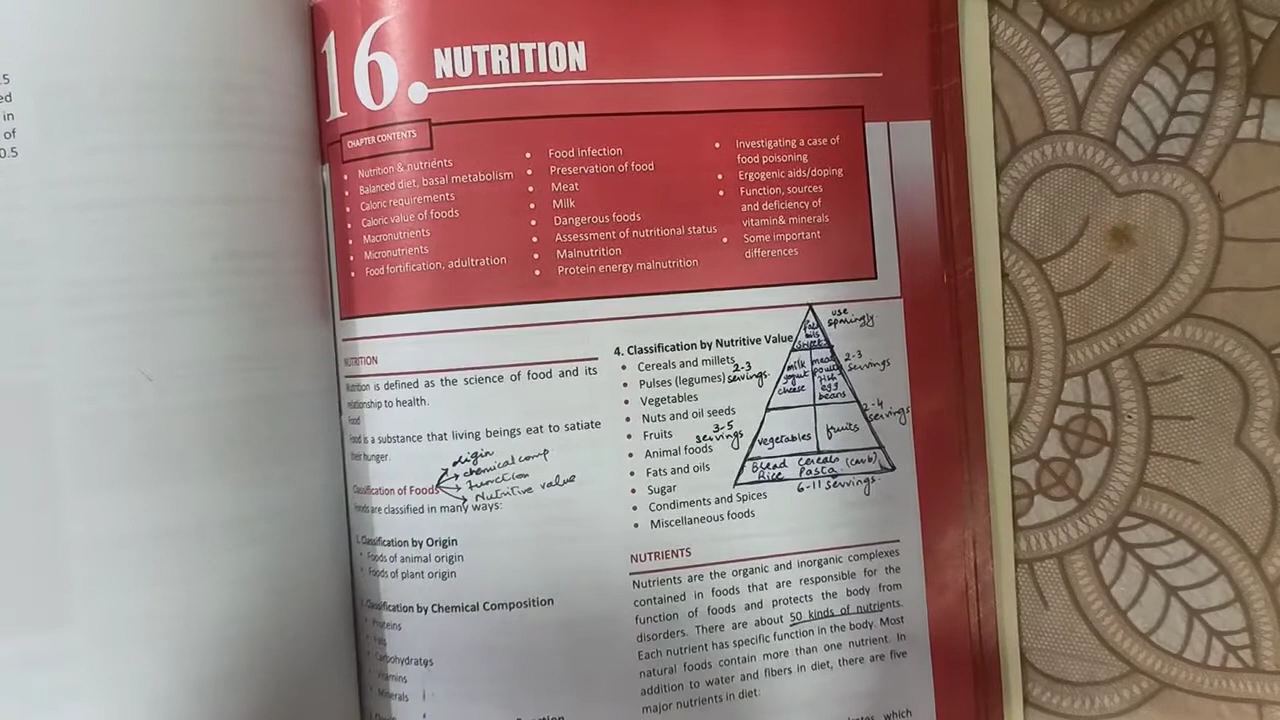 .5
ed
in
of
0.5
16. NUTRITION
CHAPTER CONTENTS
• Nutrition & nutrients
• Balanced diet, basal metabolism
• Caloric requirements
• Caloric value of foods
• Macronutrients
• Micronutrients
• Food fortification, adultration
• Food infection
• Preservation of food
• Meat
• Milk
• Dangerous foods
• Assessment of nutritional status
• Malnutrition
• Protein energy malnutrition
• Investigating a case of
food poisoning
• Ergogenic aids/doping
• Function, sources
and deficiency of
vitamin& minerals
• Some important
differences
NUTRITION
Nutrition is defined as the science of food and its
relationship to health.
Food
Food is a substance that living beings eat to satiate
their hunger.
Classification of Foods
origin
chemical comp
function
Nutritive value
Foods are classified in many ways:
1. Classification by Origin
• Foods of animal origin
• Foods of plant origin
Classification by Chemical Composition
• Proteins
• Fats
• Carbohydrates
• Vitamins
• Minerals
4. Classification by Nutritive Value
• Cereals and millets
• Pulses (legumes)
• Vegetables
• Nuts and oil seeds
• Fruits
• Animal foods
• Fats and oils
• Sugar
• Condiments and Spices
• Miscellaneous foods
use
sparingly
fats
oils
sweets
2-3
servings.
milk
yogurt
cheese
meat
poultry
fish
egg
beans
2-3
servings
3-5
servings
vegetables
fruits
2-4
servings
Bread Cereals (carb)
Rice Pasta
6-11 servings.
NUTRIENTS
Nutrients are the organic and inorganic complexes
contained in foods that are responsible for the
function of foods and protects the body from
disorders. There are about 50 kinds of nutrients.
Each nutrient has specific function in the body. Most
natural foods contain more than one nutrient. In
addition to water and fibers in diet, there are five
major nutrients in diet:
which